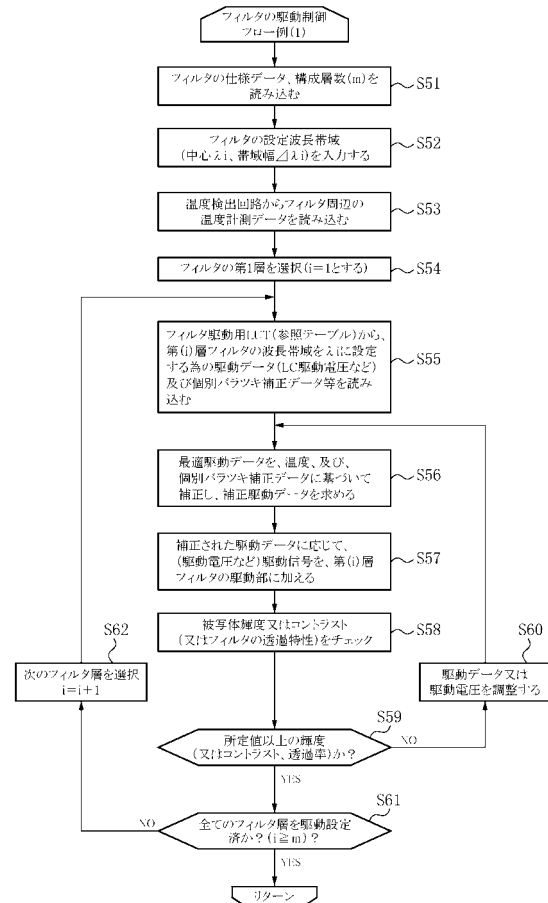 フィルタの駆動制御
フロー例(1)
フィルタの仕様データ、構成層数(m)を
読み込む
S51
フィルタの設定波長帯域
(中心λi、帯域幅⊿λi)を入力する
S52
温度検出回路からフィルタ周辺の
温度計測データを読み込む
S53
フィルタの第1層を選択(i=1とする)
S54
フィルタ駆動用LUT(参照テーブル)から、
第(i)層フィルタの波長帯域をλiに設定
する為の駆動データ(LC駆動電圧など)
及び個別バラツキ補正データ等を読み
込む
S55
最適駆動データを、温度、及び、
個別バラツキ補正データに基づいて
補正し、補正駆動データを求める
S56
補正された駆動データに応じて、
(駆動電圧など)駆動信号を、第(i)層
フィルタの駆動部に加える
S57
被写体輝度又はコントラスト
(又はフィルタの透過特性)をチェック
S58
S62
次のフィルタ層を選択
i=i+1
S60
駆動データ又は
駆動電圧を調整する
S59
所定値以上の輝度
(又はコントラスト、透過率)か?
NO
YES
S61
全てのフィルタ層を駆動設定
済か?(i≧m)?
NO
YES
リターン